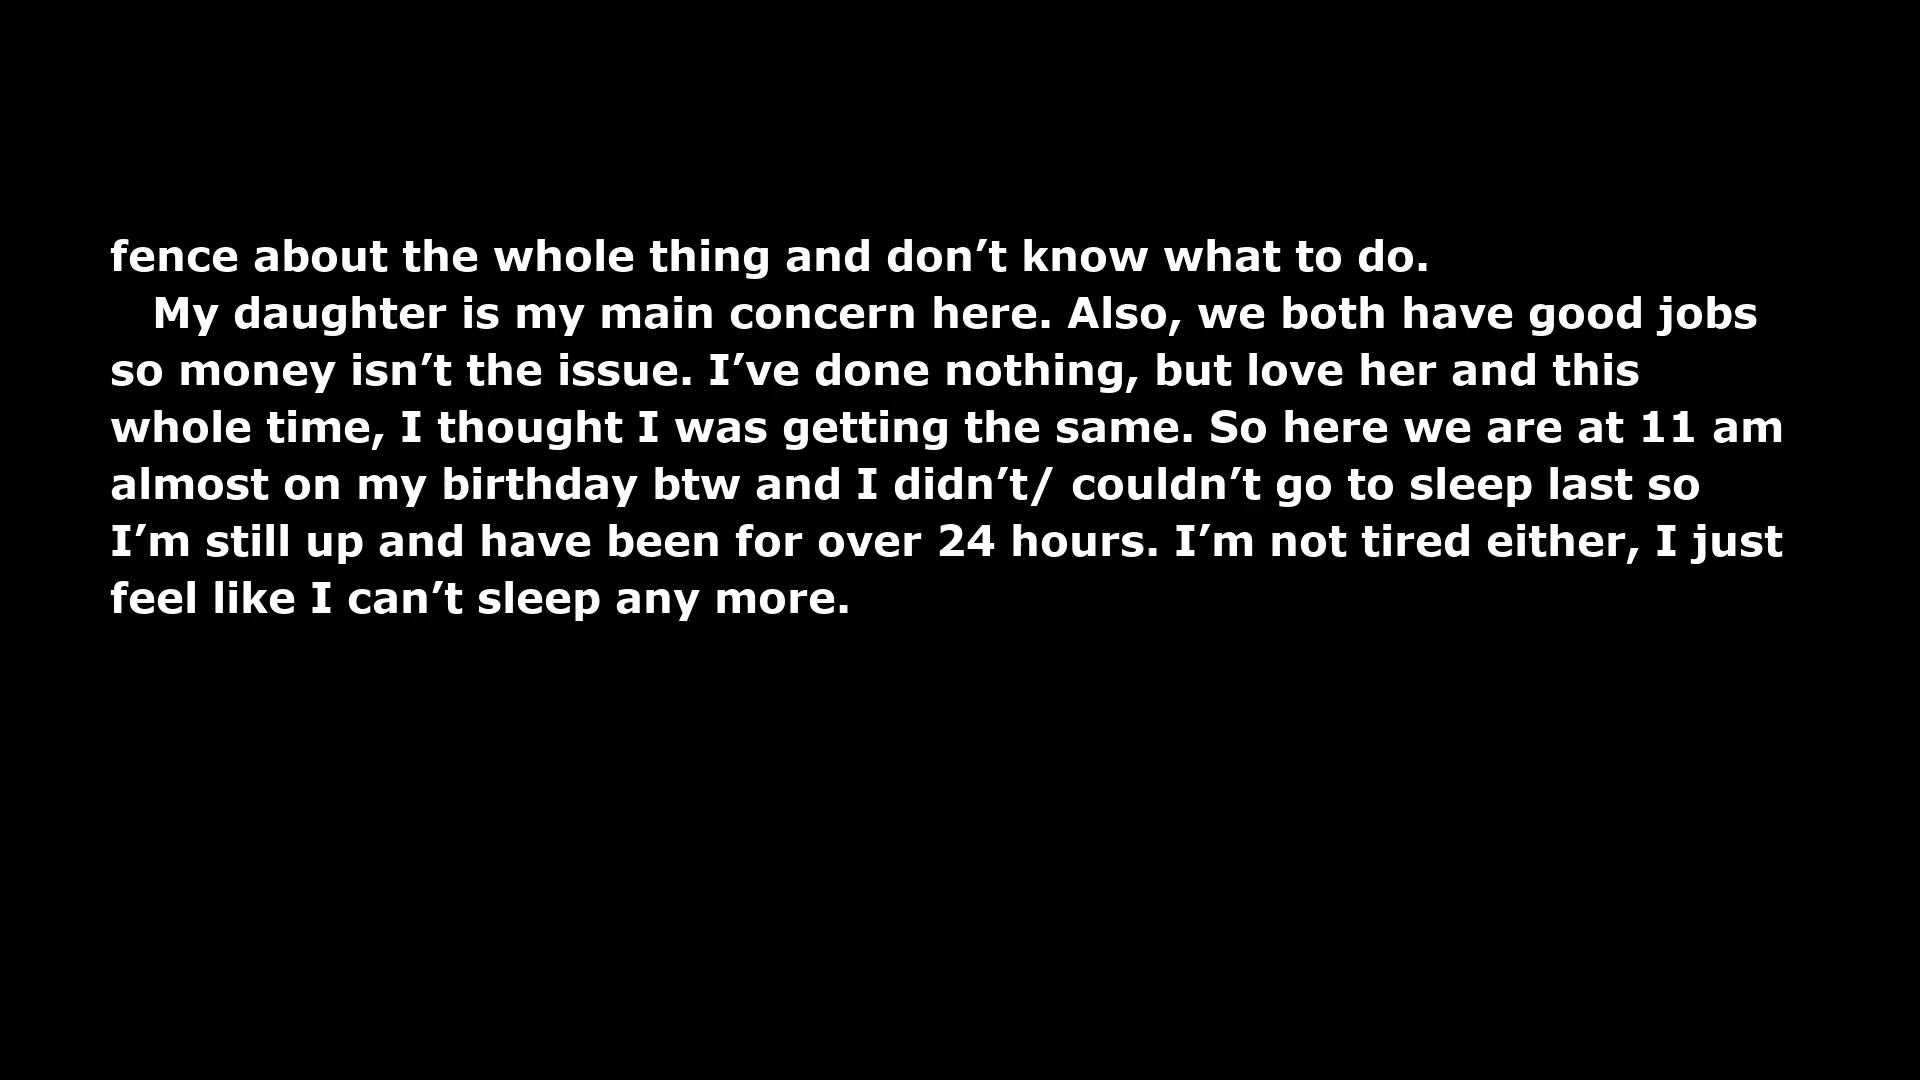 fence about the whole thing and don’t know what to do.
My daughter is my main concern here. Also, we both have good jobs
so money isn’t the issue. I’ve done nothing, but love her and this
whole time, I thought I was getting the same. So here we are at 11 am
almost on my birthday btw and I didn’t/ couldn’t go to sleep last so
I’m still up and have been for over 24 hours. I’m not tired either, I just
feel like I can’t sleep any more.